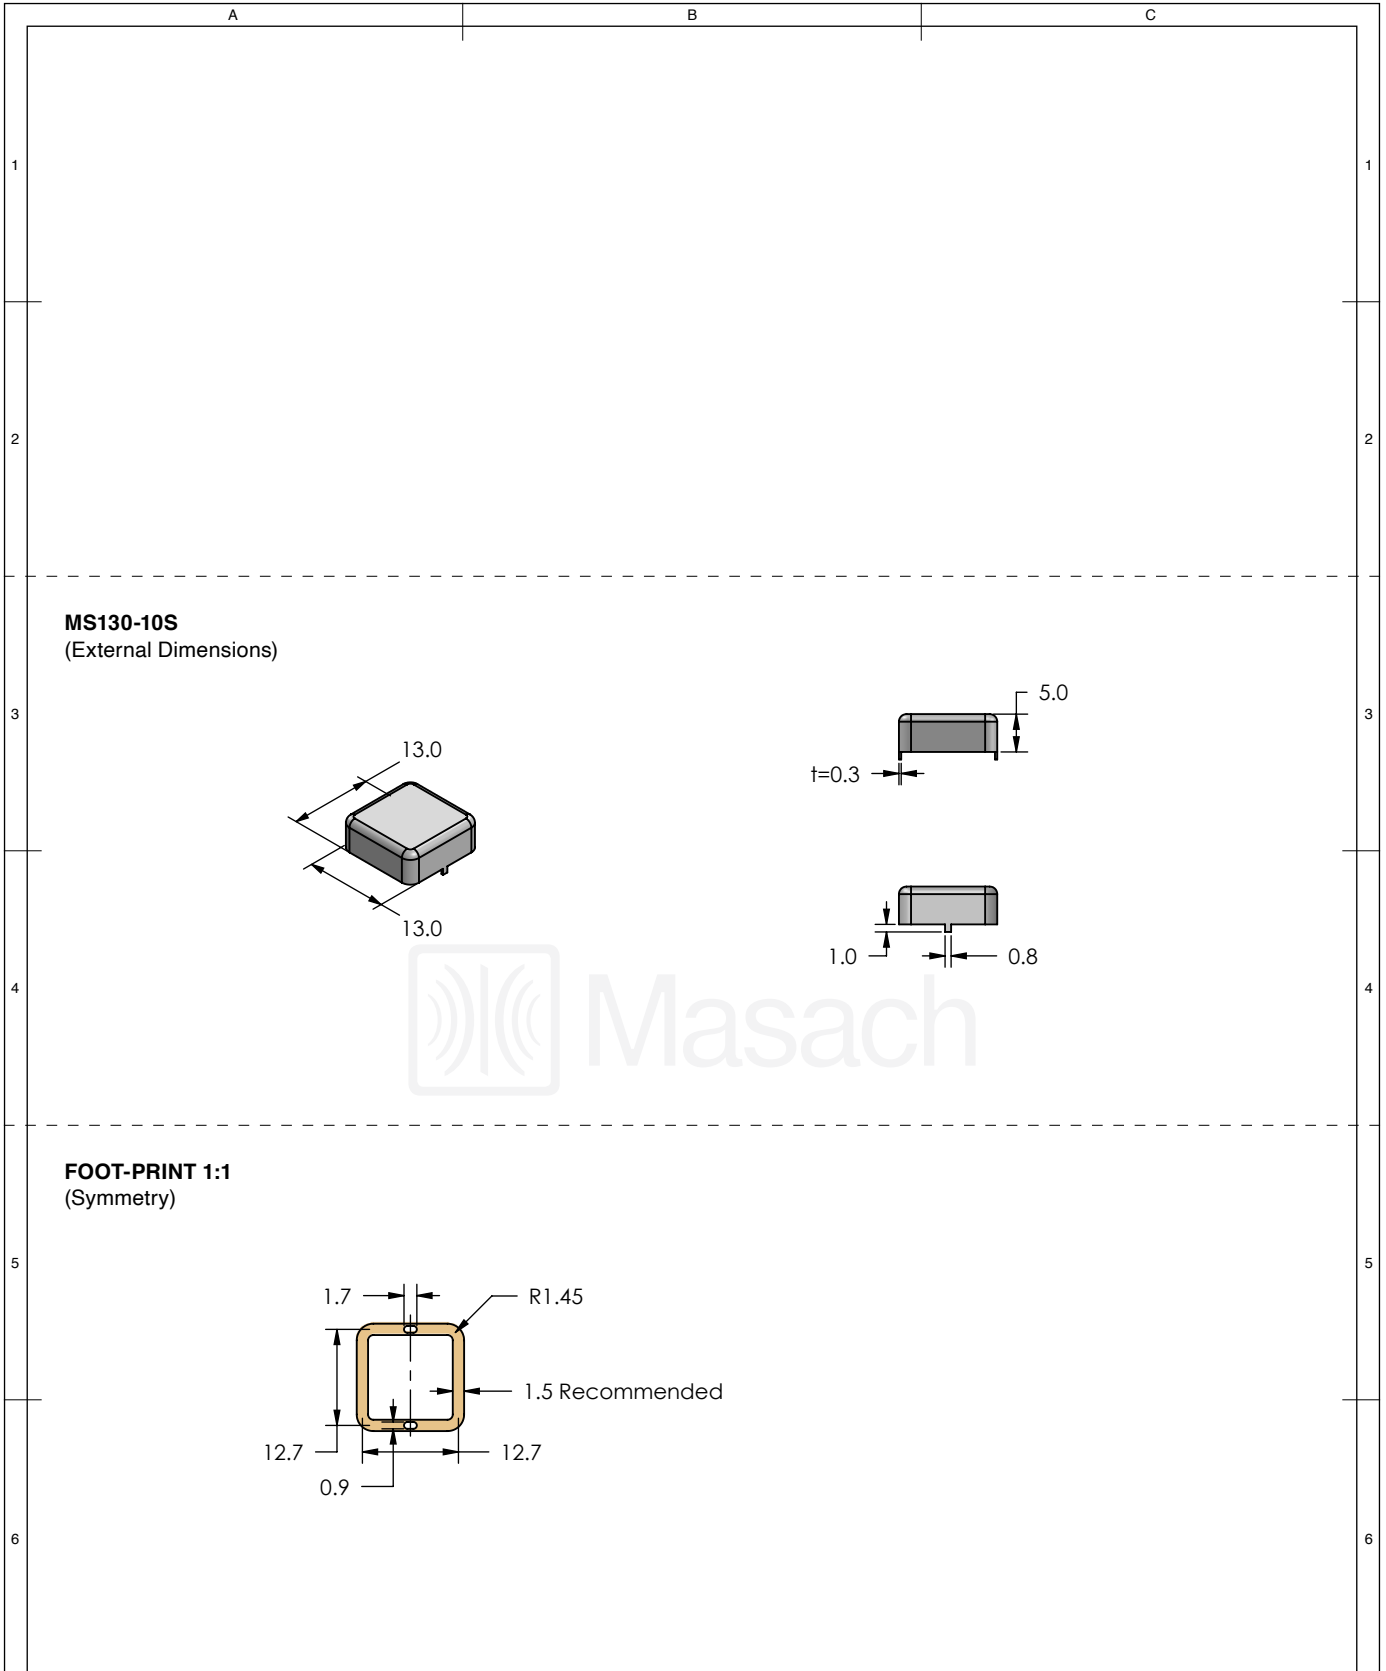 A B C
1 1
2 2
MS130-10S
(External Dimensions)
5.0
3 3
13.0
t=0.3
13.0
1.0 0.8
4 4
Masach
FOOT-PRINT 1:1
(Symmetry)
5 5
1.7 R1.45
1.5 Recommended
12.7 12.7
0.9
6 6